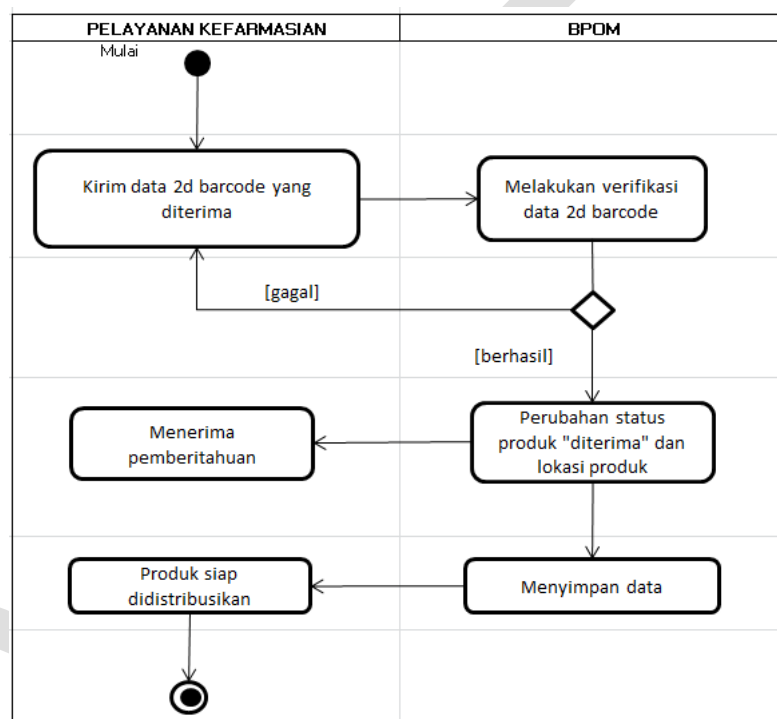 PELAYANAN KEFARMASIAN
BPOM
Mulai
Kirim data 2d barcode yang
diterima
Melakukan verifikasi
data 2d barcode
[gagal]
[berhasil]
Perubahan status
produk "diterima" dan
lokasi produk
Menerima
pemberitahuan
Menyimpan data
Produk siap
didistribusikan